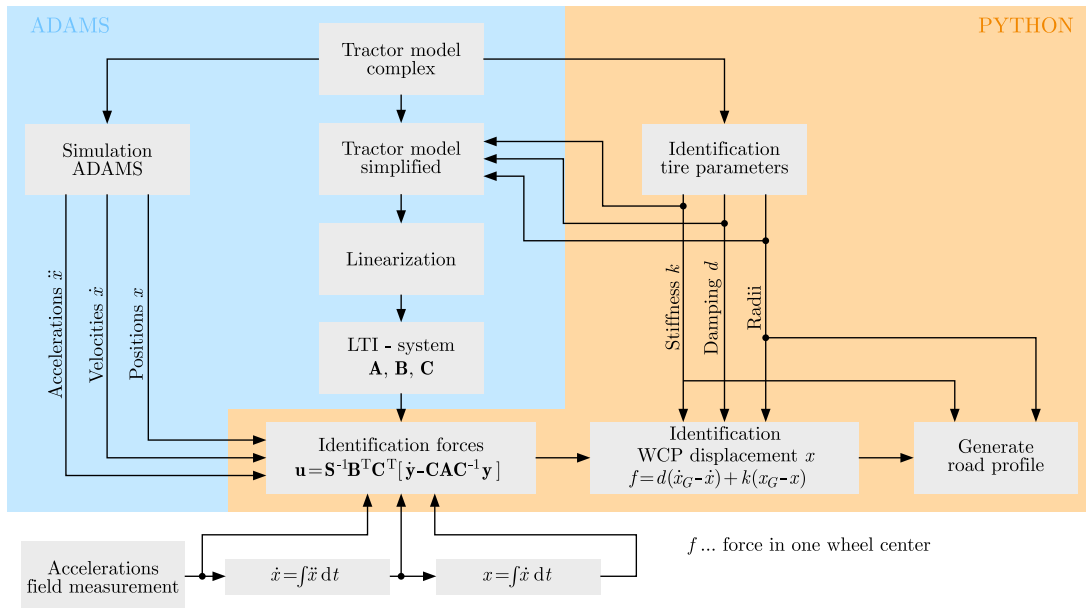 ADAMS
PYTHON
Tractor model
complex
Simulation
ADAMS
Tractor model
simplified
Identification
tire parameters
Linearization
Accelerations ẍ
Velocities ẋ
Positions x
Stiffness k
Damping d
Radii
LTI - system
A, B, C
Identification forces
u=S⁻¹BᵀCᵀ[ẏ-CAC⁻¹y]
Identification
WCP displacement x
f=d(ẋ_G-ẋ)+k(x_G-x)
Generate
road profile
f ... force in one wheel center
Accelerations
field measurement
ẋ=∫ẍ dt
x=∫ẋ dt